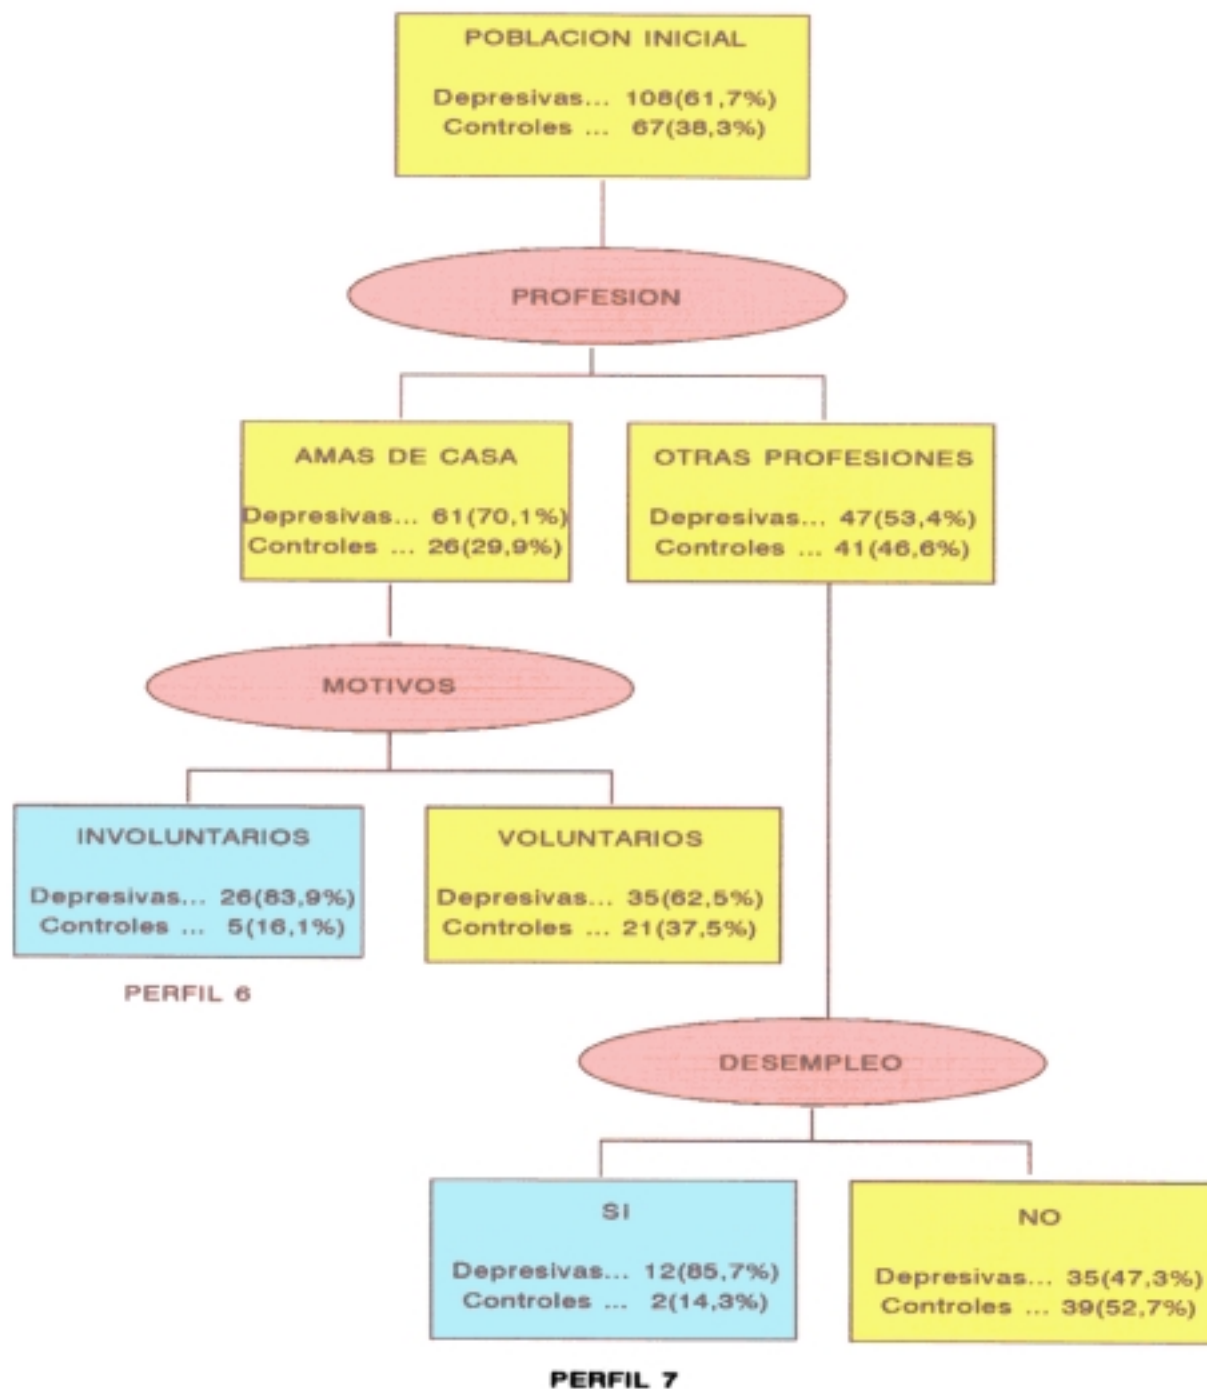 POBLACION INICIAL
Depresivas... 108(61,7%)
Controles ... 67(38,3%)
PROFESION
AMAS DE CASA
Depresivas... 61(70,1%)
Controles ... 26(29,9%)
OTRAS PROFESIONES
Depresivas... 47(53,4%)
Controles ... 41(46,6%)
MOTIVOS
INVOLUNTARIOS
Depresivas... 26(83,9%)
Controles ... 5(16,1%)
PERFIL 6
VOLUNTARIOS
Depresivas... 35(62,5%)
Controles ... 21(37,5%)
DESEMPLEO
SI
Depresivas... 12(85,7%)
Controles ... 2(14,3%)
PERFIL 7
NO
Depresivas... 35(47,3%)
Controles ... 39(52,7%)